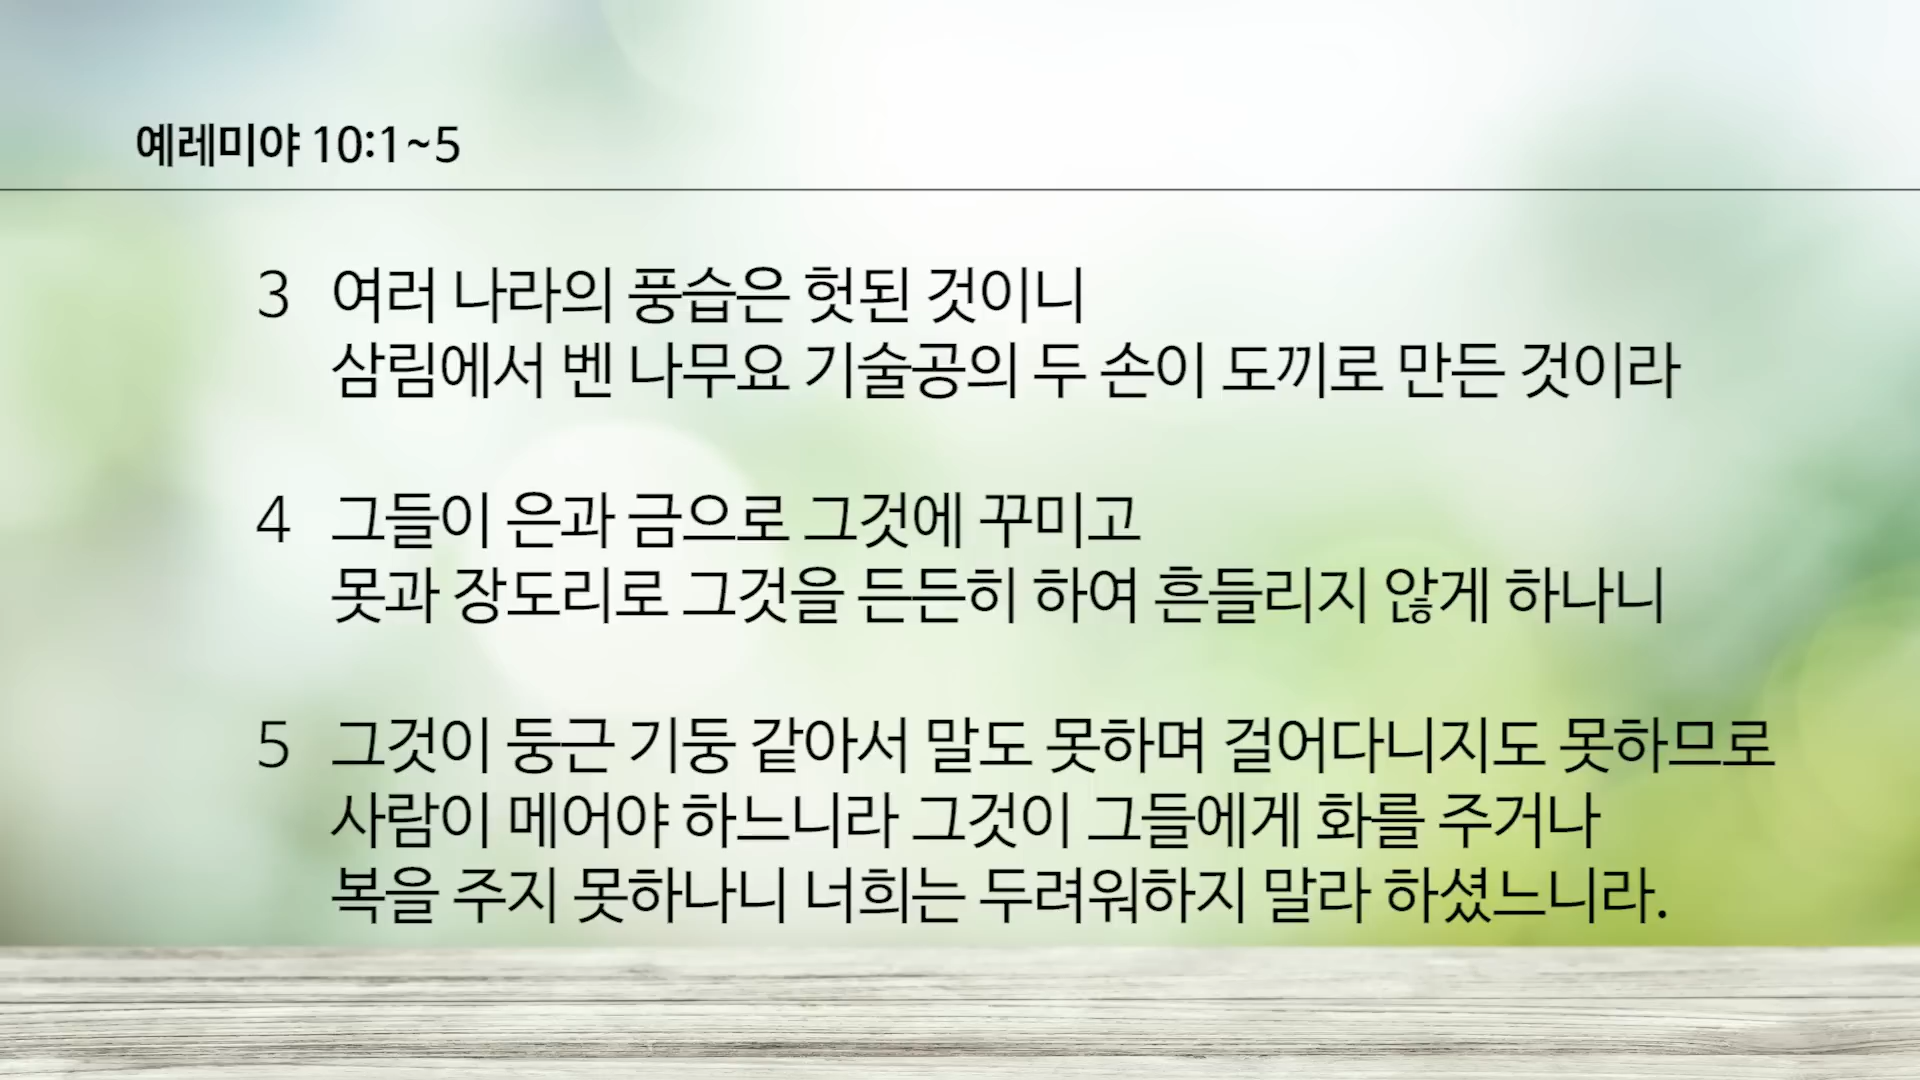 예레미야 10:1~5
3 여러 나라의 풍습은 헛된 것이니
삼림에서 벤 나무요 기술공의 두 손이 도끼로 만든 것이라
4 그들이 은과 금으로 그것에 꾸미고
못과 장도리로 그것을 든든히 하여 흔들리지 않게 하나니
5 그것이 둥근 기둥 같아서 말도 못하며 걸어다니지도 못하므로
사람이 메어야 하느니라 그것이 그들에게 화를 주거나
복을 주지 못하나니 너희는 두려워하지 말라 하셨느니라.